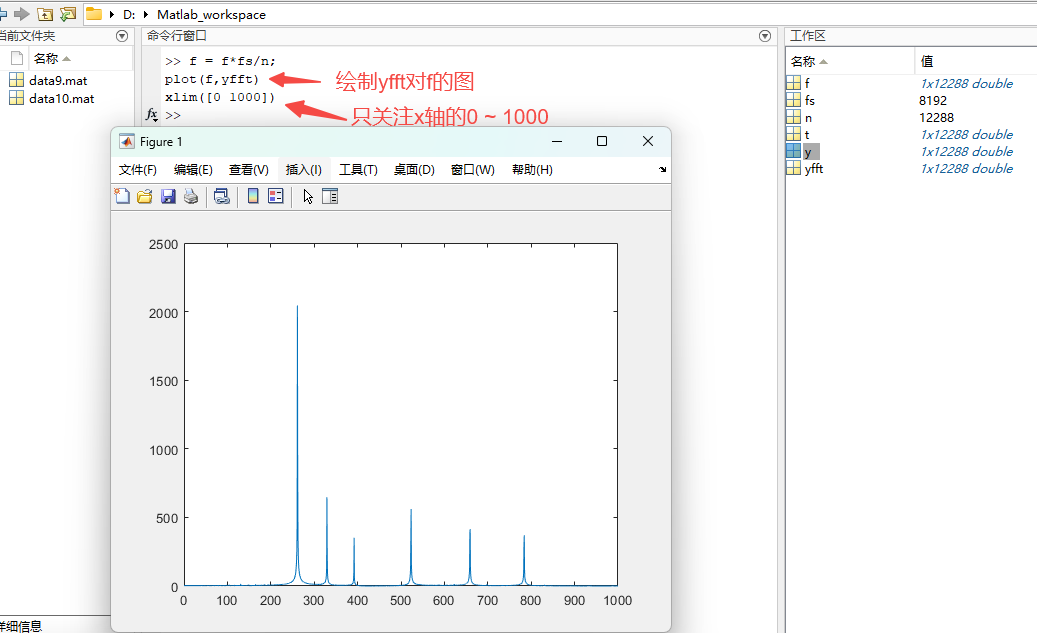 D: Matlab_workspace
当前文件夹
命令行窗口
工作区
名称
名称
值
data9.mat
data10.mat
>> f = f*fs/n;
plot(f,yfft)
xlim([0 1000])
fx >>
绘制yfft对f的图
只关注x轴的0 ~ 1000
f 1x12288 double
fs 8192
n 12288
t 1x12288 double
y 1x12288 double
yfft 1x12288 double
Figure 1
文件(F) 编辑(E) 查看(V) 插入(I) 工具(T) 桌面(D) 窗口(W) 帮助(H)
2500
2000
1500
1000
500
0
0 100 200 300 400 500 600 700 800 900 1000
详细信息